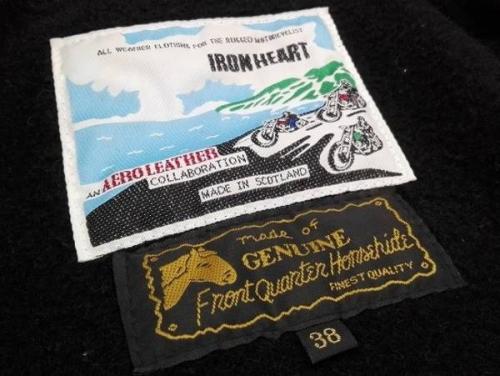 ALL WEATHER CLOTHING FOR THE RUGGED MOTORCYCLIST
IRONHEART
AN AERO LEATHER
COLLABORATION
MADE IN SCOTLAND
made of
GENUINE
Front Quarter Horsehide
FINEST QUALITY
38